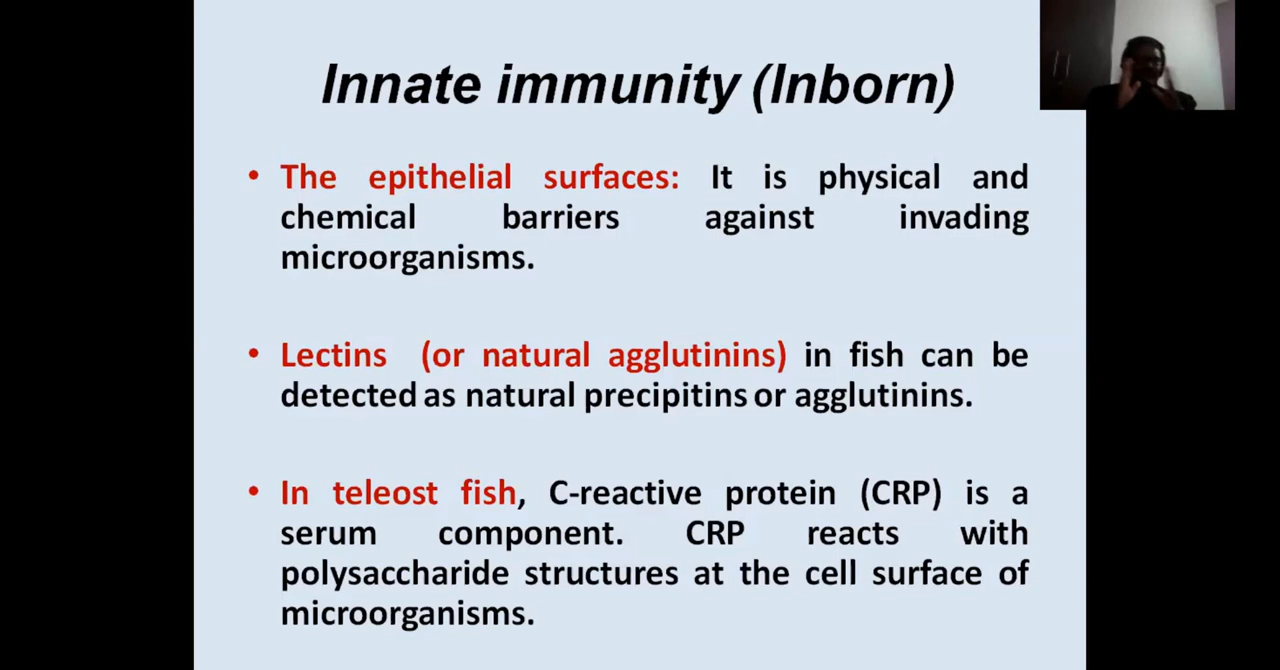 Innate immunity (Inborn)
• The epithelial surfaces: It is physical and
chemical barriers against invading
microorganisms.
• Lectins (or natural agglutinins) in fish can be
detected as natural precipitins or agglutinins.
• In teleost fish, C-reactive protein (CRP) is a
serum component. CRP reacts with
polysaccharide structures at the cell surface of
microorganisms.